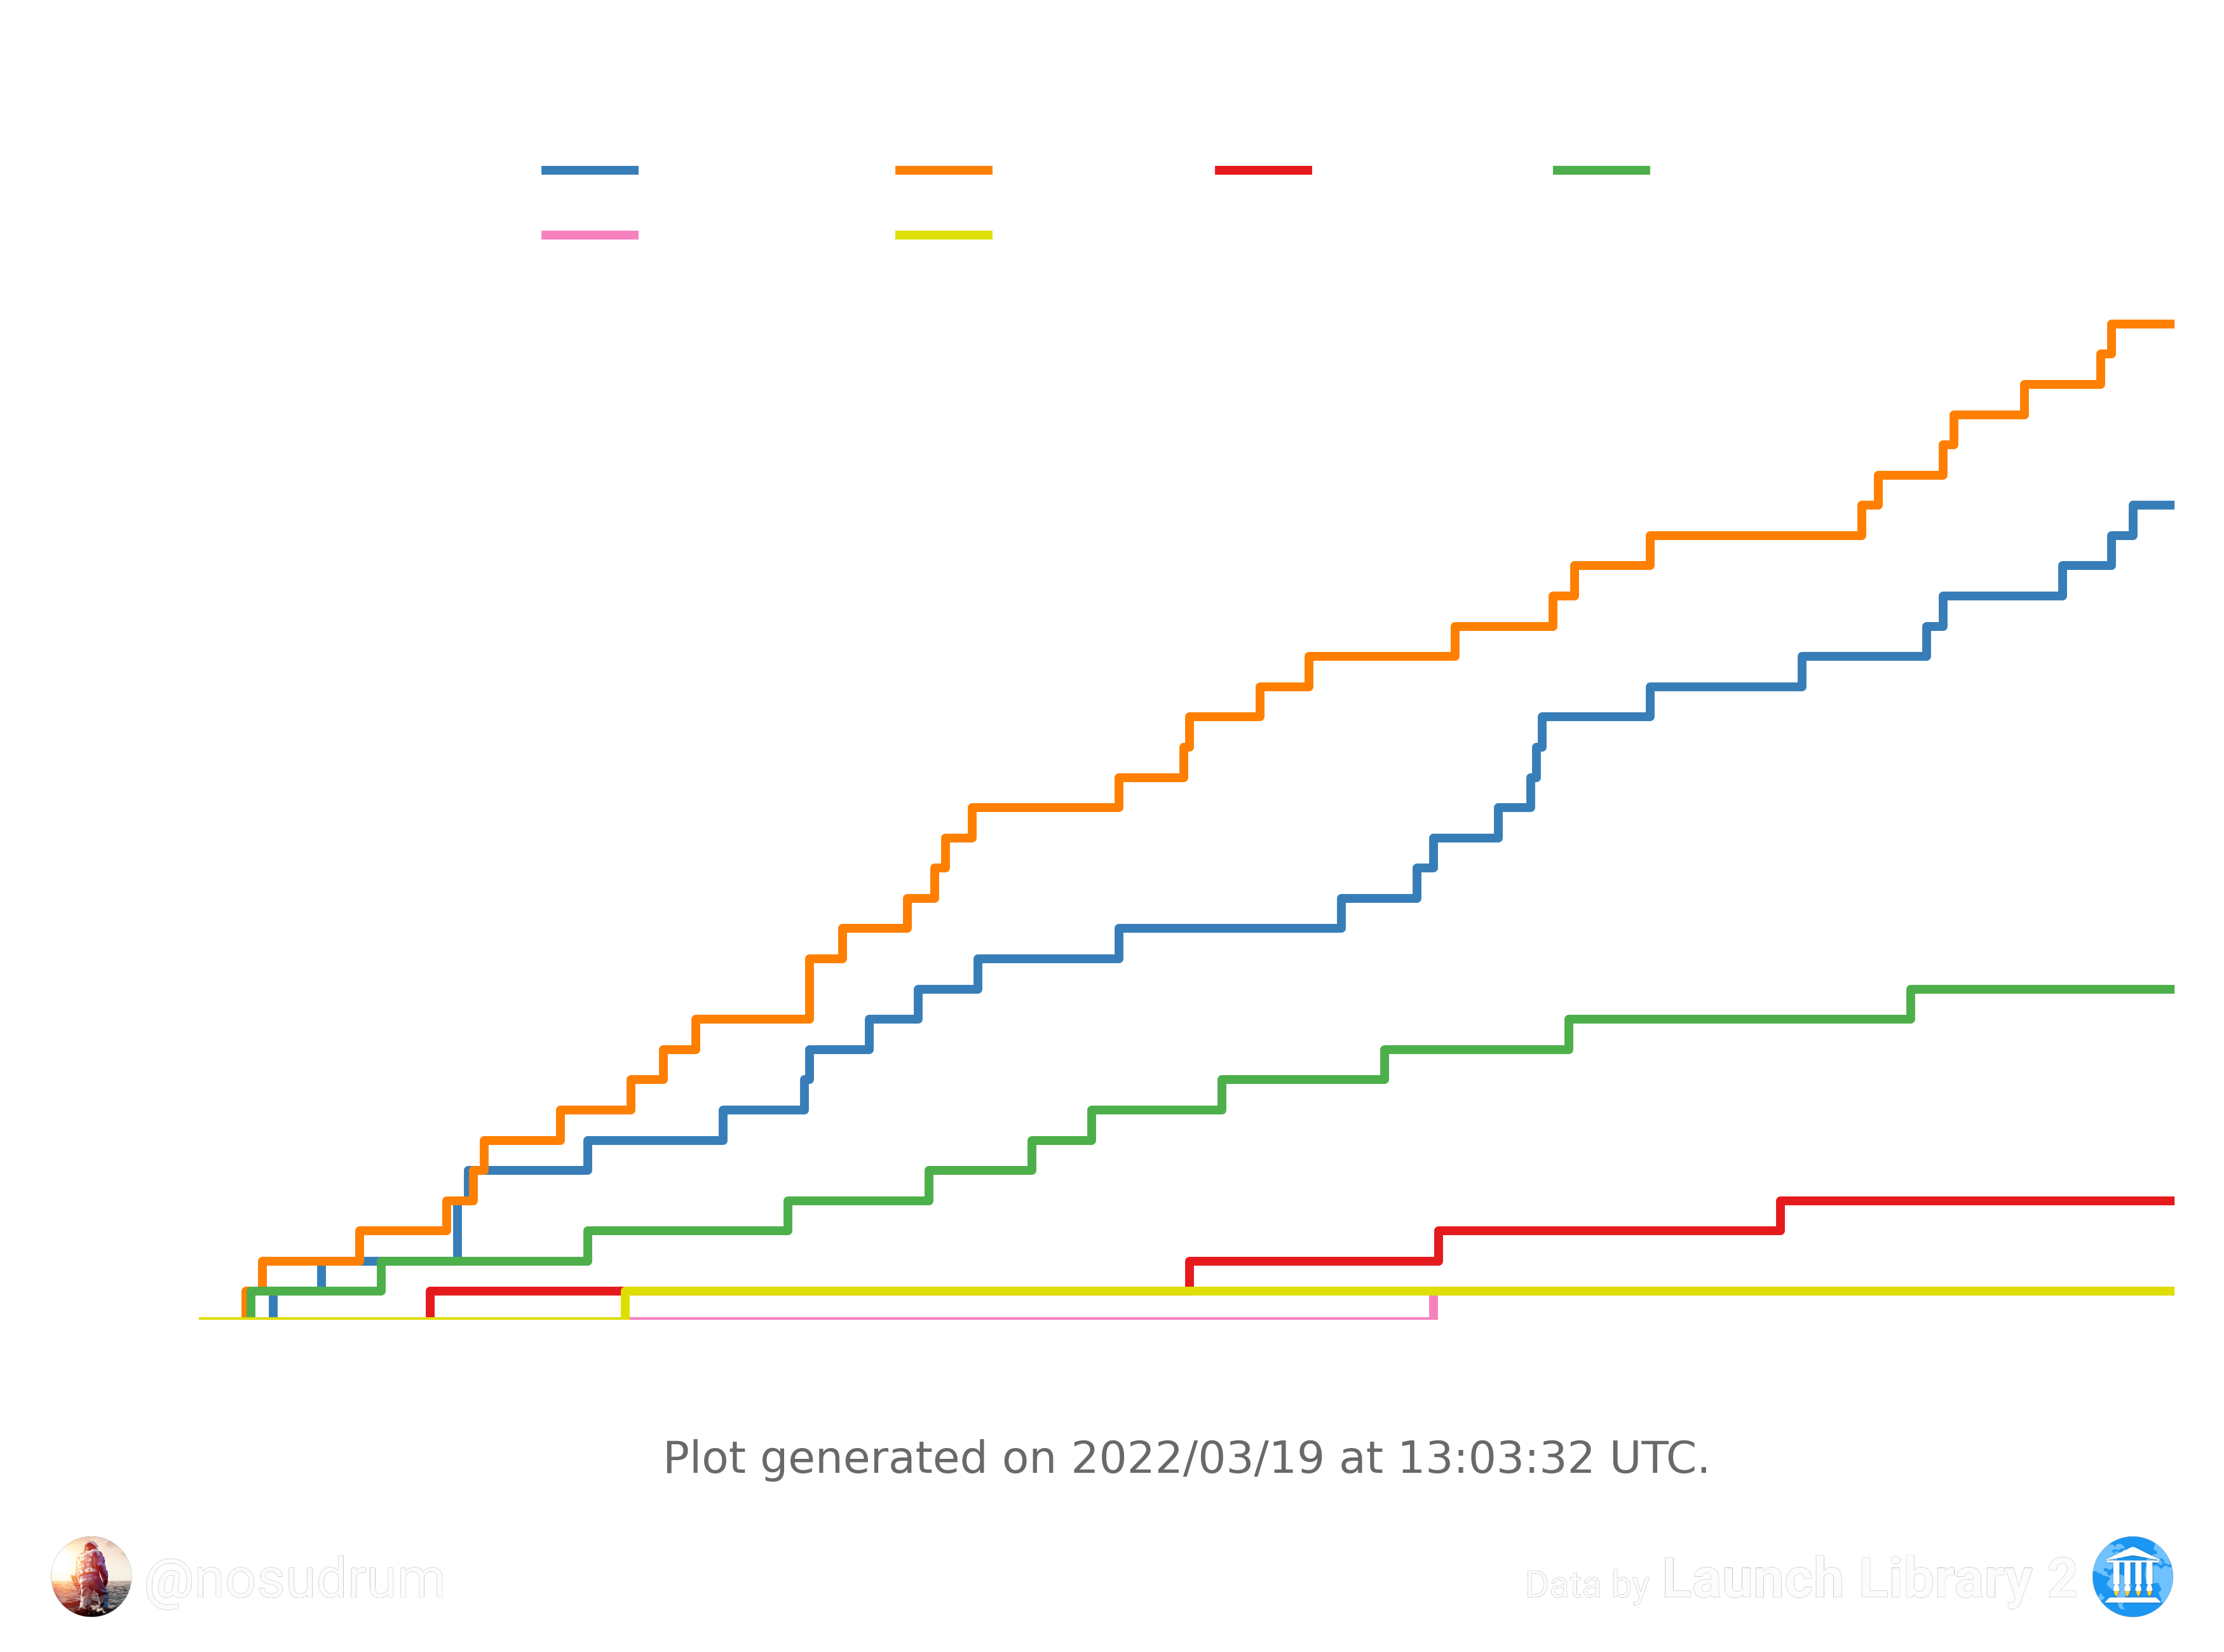 Plot generated on 2022/03/19 at 13:03:32 UTC.
@nosudrum
Data by Launch Library 2